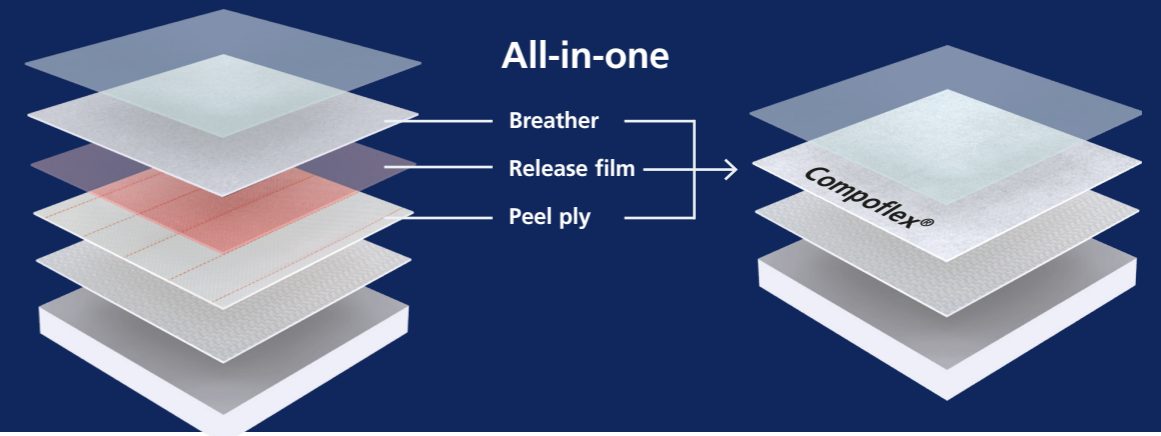 All-in-one
Breather
Release film
Peel ply
Compoflex®